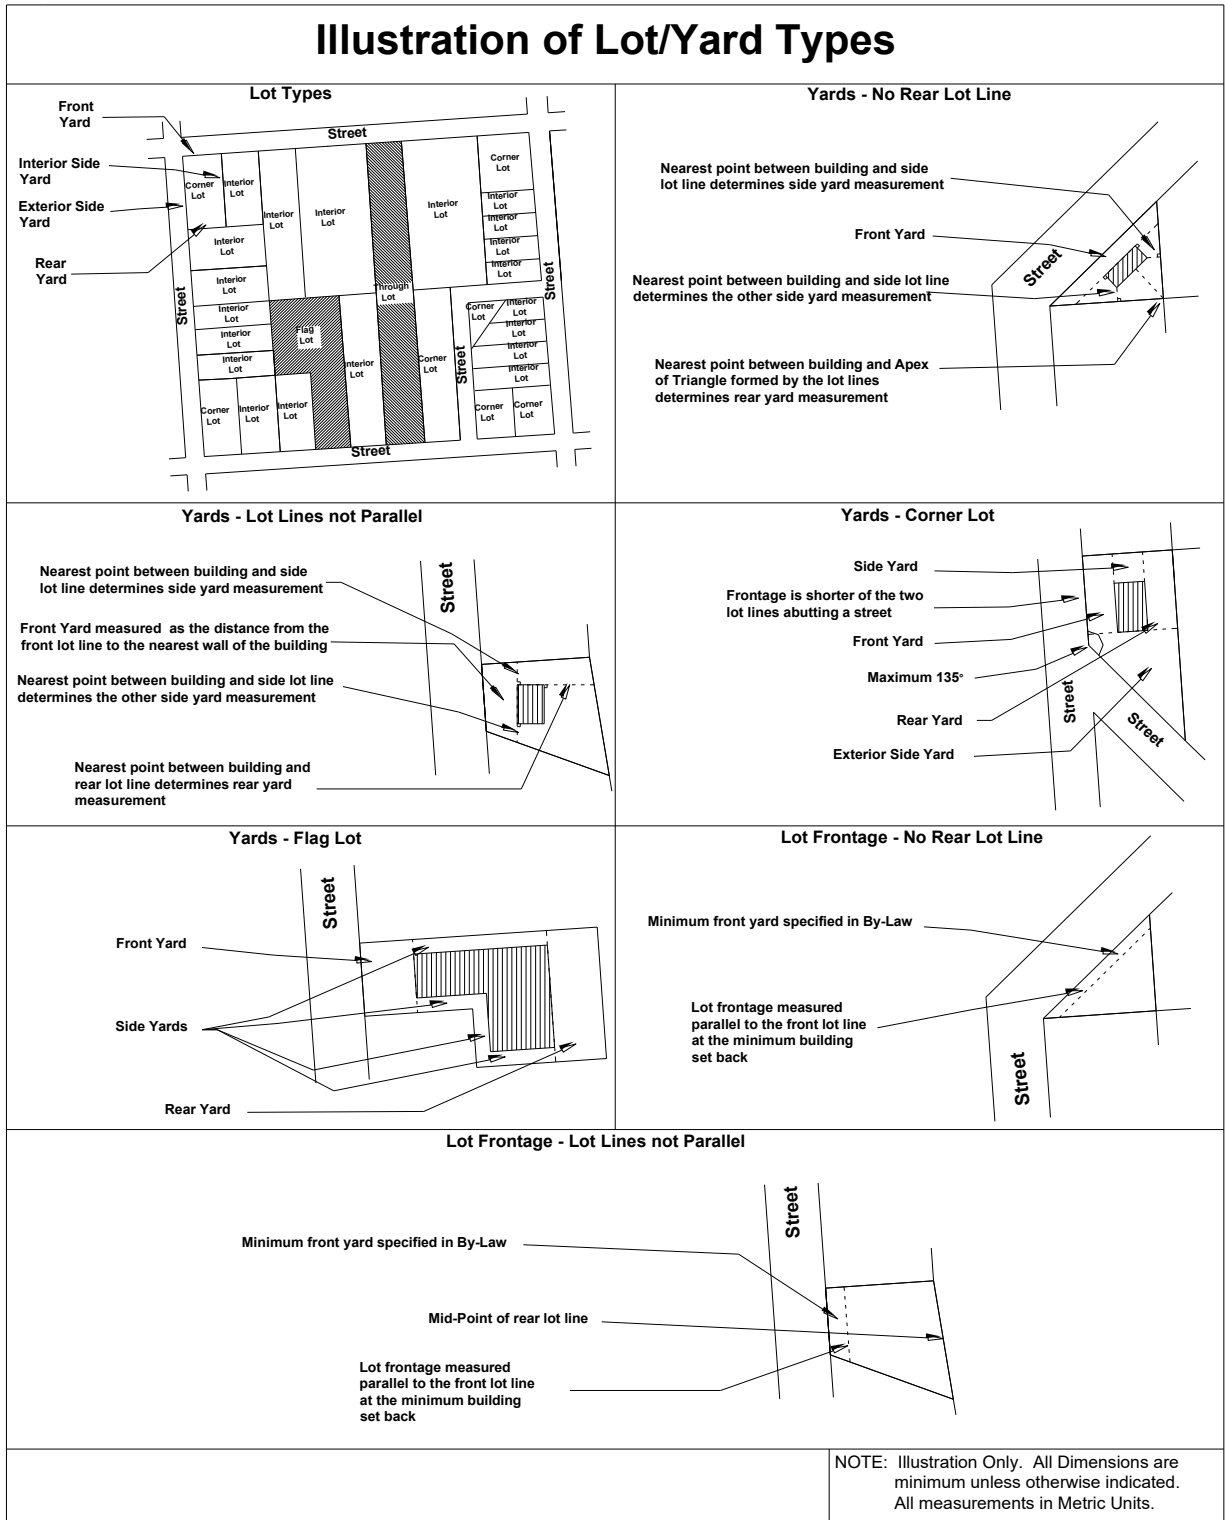 Illustration of Lot/Yard Types
Lot Types
Front
Yard
Interior Side
Yard
Exterior Side
Yard
Rear
Yard
Street
Street
Street
Street
Street
Corner
Lot
Interior
Lot
Interior
Lot
Interior
Lot
Interior
Lot
Corner
Lot
Interior
Lot
Interior
Lot
Interior
Lot
Interior
Lot
Interior
Lot
Interior
Lot
Interior
Lot
Interior
Lot
Interior
Lot
Flag
Lot
Through
Lot
Interior
Lot
Corner
Lot
Corner
Lot
Interior
Lot
Interior
Lot
Interior
Lot
Interior
Lot
Corner
Lot
Interior
Lot
Interior
Lot
Corner
Lot
Corner
Lot
Yards - No Rear Lot Line
Nearest point between building and side
lot line determines side yard measurement
Front Yard
Street
Nearest point between building and side lot line
determines the other side yard measurement
Nearest point between building and Apex
of Triangle formed by the lot lines
determines rear yard measurement
Yards - Lot Lines not Parallel
Nearest point between building and side
lot line determines side yard measurement
Street
Front Yard measured as the distance from the
front lot line to the nearest wall of the building
Nearest point between building and side lot line
determines the other side yard measurement
Nearest point between building and
rear lot line determines rear yard
measurement
Yards - Corner Lot
Side Yard
Frontage is shorter of the two
lot lines abutting a street
Front Yard
Maximum 135°
Rear Yard
Exterior Side Yard
Street
Street
Yards - Flag Lot
Street
Front Yard
Side Yards
Rear Yard
Lot Frontage - No Rear Lot Line
Minimum front yard specified in By-Law
Lot frontage measured
parallel to the front lot line
at the minimum building
set back
Street
Lot Frontage - Lot Lines not Parallel
Street
Minimum front yard specified in By-Law
Mid-Point of rear lot line
Lot frontage measured
parallel to the front lot line
at the minimum building
set back
NOTE: Illustration Only. All Dimensions are
minimum unless otherwise indicated.
All measurements in Metric Units.